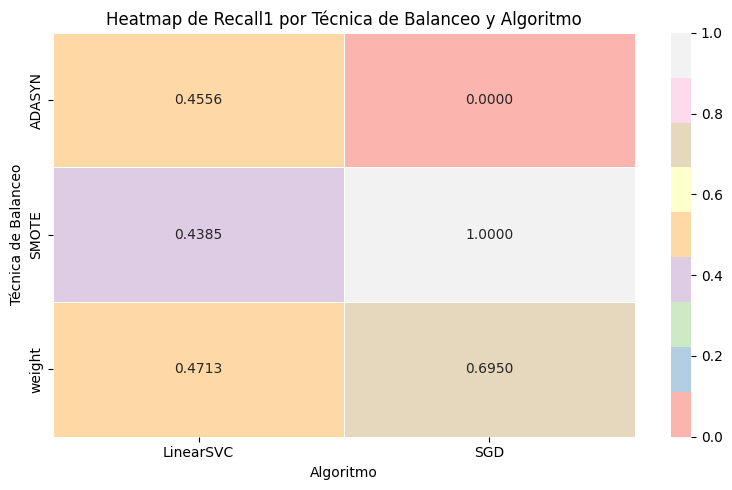 Heatmap de Recall1 por Técnica de Balanceo y Algoritmo
Técnica de Balanceo
ADASYN
0.4556
0.0000
SMOTE
0.4385
1.0000
weight
0.4713
0.6950
LinearSVC
SGD
Algoritmo
1.0
0.8
0.6
0.4
0.2
0.0